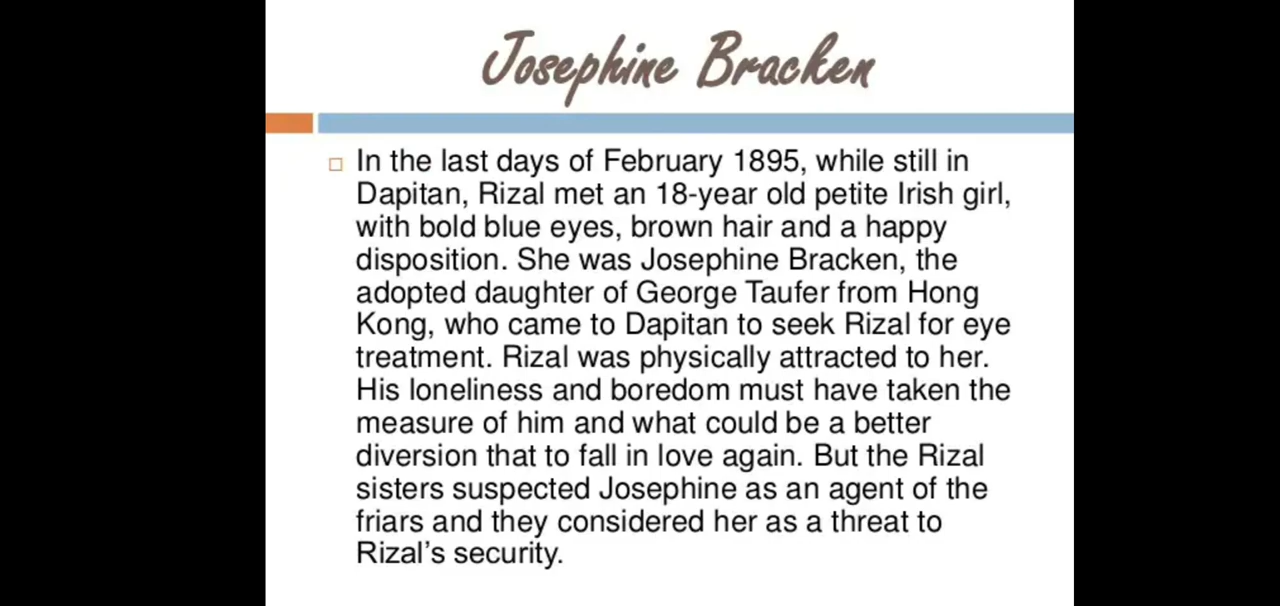 Josephine Bracken
In the last days of February 1895, while still in
Dapitan, Rizal met an 18-year old petite Irish girl,
with bold blue eyes, brown hair and a happy
disposition. She was Josephine Bracken, the
adopted daughter of George Taufer from Hong
Kong, who came to Dapitan to seek Rizal for eye
treatment. Rizal was physically attracted to her.
His loneliness and boredom must have taken the
measure of him and what could be a better
diversion that to fall in love again. But the Rizal
sisters suspected Josephine as an agent of the
friars and they considered her as a threat to
Rizal’s security.